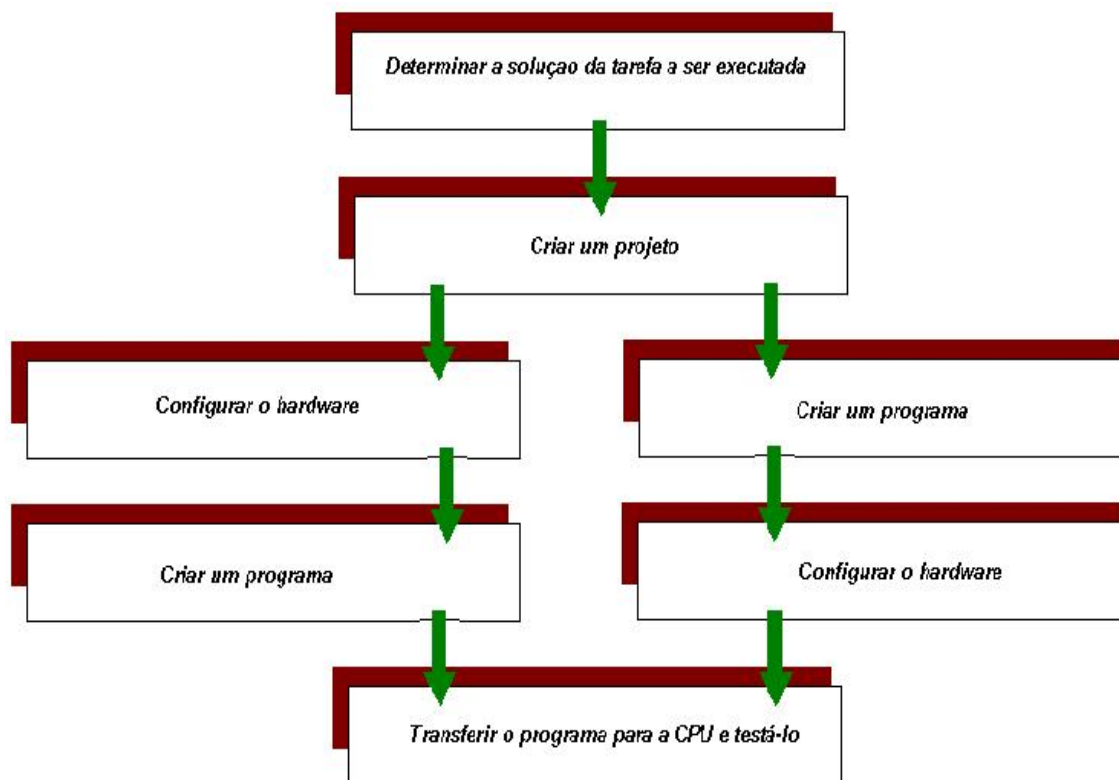 Determinar a soluçao da tarefa a ser executada
Criar um projeto
Configurar o hardware
Criar um programa
Criar um programa
Configurar o hardware
Transferir o programa para a CPU e testá-lo